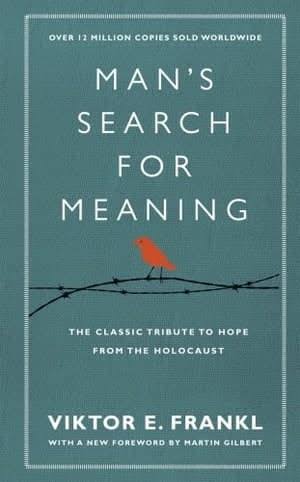 OVER 12 MILLION COPIES SOLD WORLDWIDE
MAN'S
SEARCH
FOR
MEANING
THE CLASSIC TRIBUTE TO HOPE
FROM THE HOLOCAUST
VIKTOR E. FRANKL
WITH A NEW FOREWORD BY MARTIN GILBERT